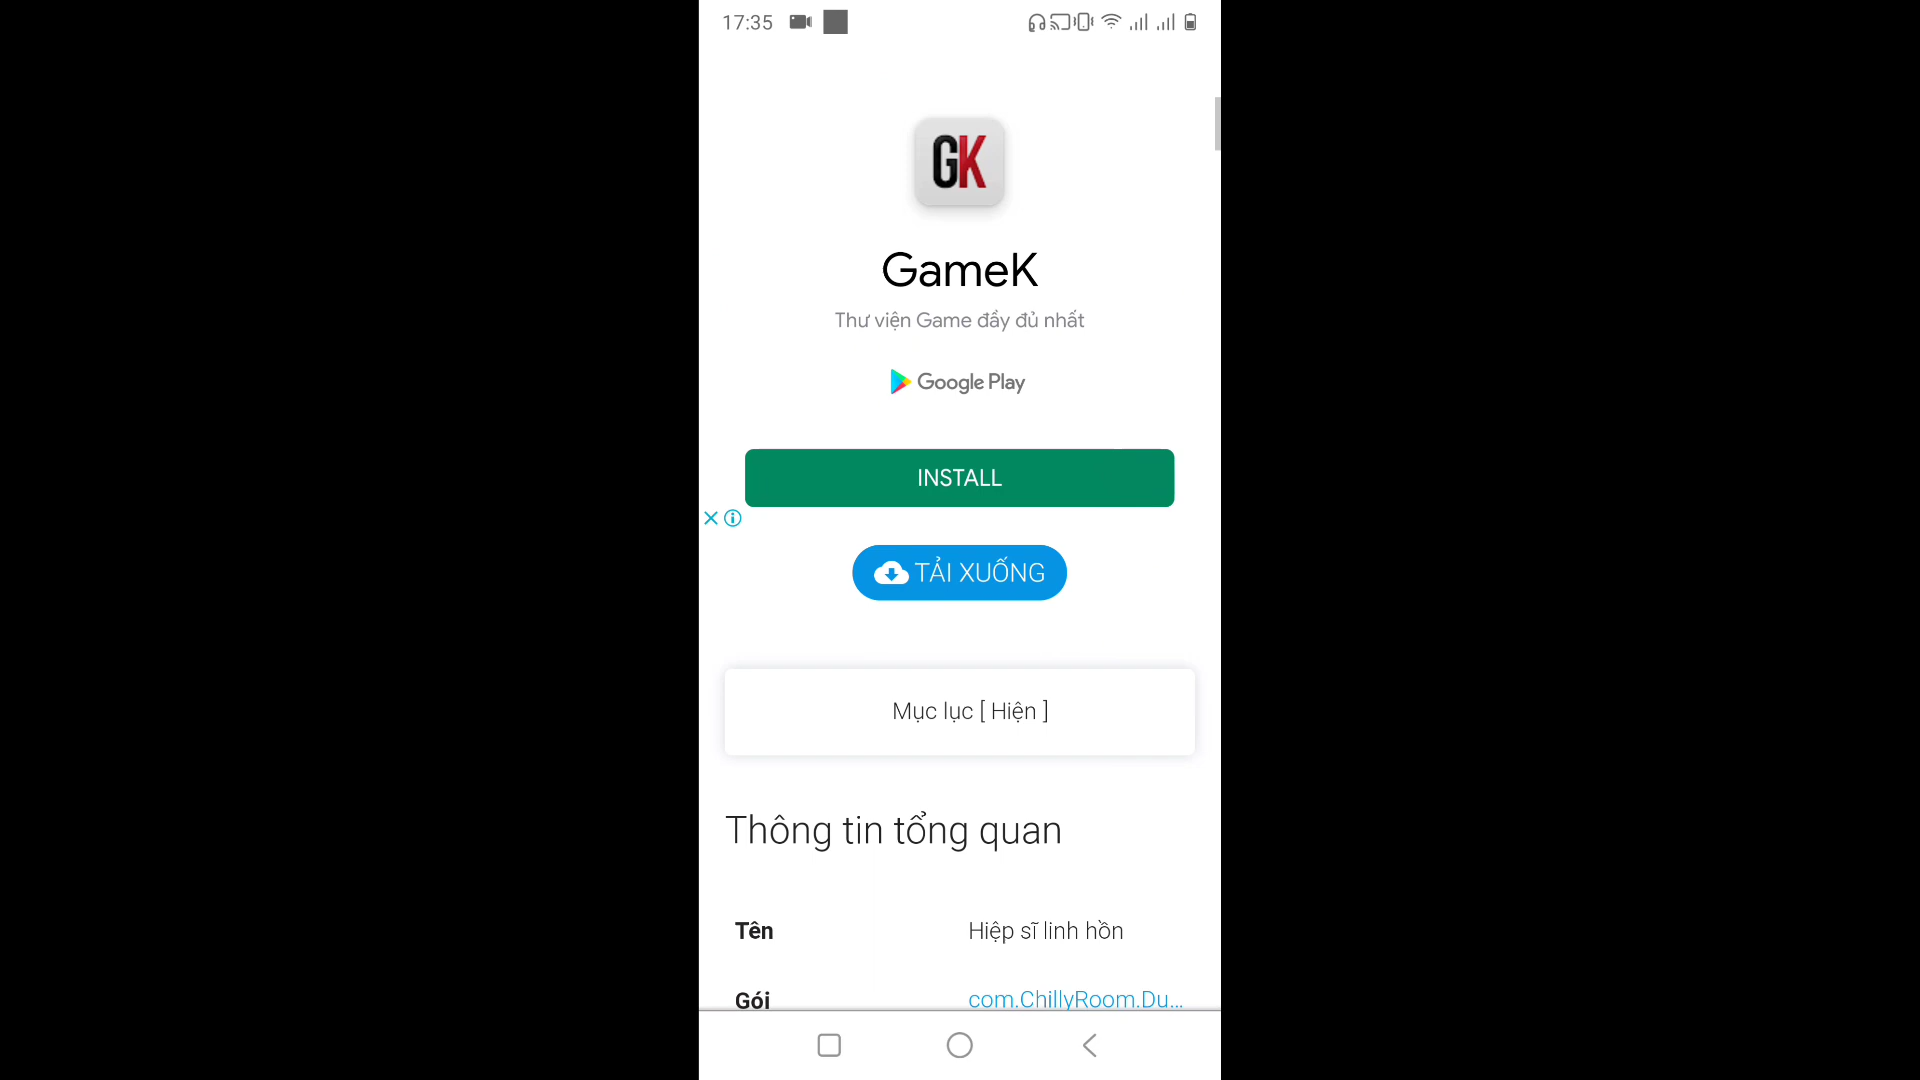 17:35
GK
GameK
Thư viện Game đầy đủ nhất
Google Play
INSTALL
TẢI XUỐNG
Mục lục [ Hiện ]
Thông tin tổng quan
Tên Hiệp sĩ linh hồn
Gói com.ChillyRoom.Du...